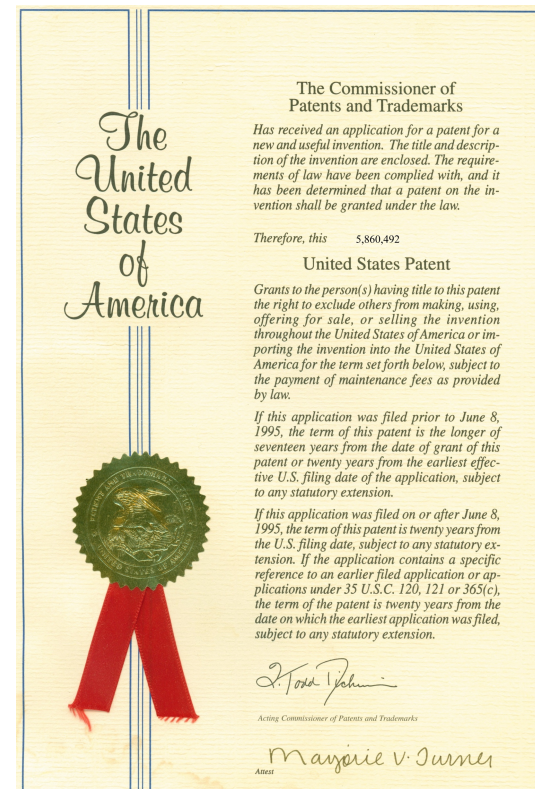 The
United
States
of
America
The Commissioner of
Patents and Trademarks
Has received an application for a patent for a
new and useful invention. The title and descrip-
tion of the invention are enclosed. The require-
ments of law have been complied with, and it
has been determined that a patent on the in-
vention shall be granted under the law.
Therefore, this 5,860,492
United States Patent
Grants to the person(s) having title to this patent
the right to exclude others from making, using,
offering for sale, or selling the invention
throughout the United States of America or im-
porting the invention into the United States of
America for the term set forth below, subject to
the payment of maintenance fees as provided
by law.
If this application was filed prior to June 8,
1995, the term of this patent is the longer of
seventeen years from the date of grant of this
patent or twenty years from the earliest effec-
tive U.S. filing date of the application, subject
to any statutory extension.
If this application was filed on or after June 8,
1995, the term of this patent is twenty years from
the U.S. filing date, subject to any statutory ex-
tension. If the application contains a specific
reference to an earlier filed application or ap-
plications under 35 U.S.C. 120, 121 or 365(c),
the term of the patent is twenty years from the
date on which the earliest application was filed,
subject to any statutory extension.
Todd
Acting Commissioner of Patents and Trademarks
Marjorie V. Turner
Attest